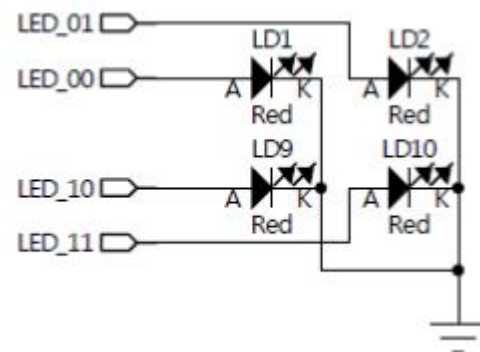 LED_01
LD1 LD2
LED_00
A K A K
Red Red
LD9 LD10
LED_10
A K A K
Red Red
LED_11